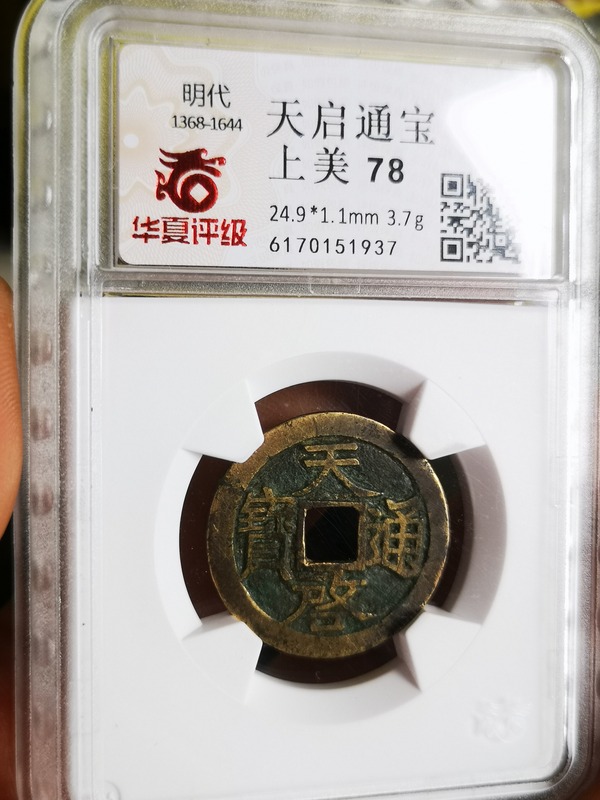 明代
1368-1644
华夏评级
天启通宝
上美 78
24.9*1.1mm 3.7g
6170151937
天啓通寳